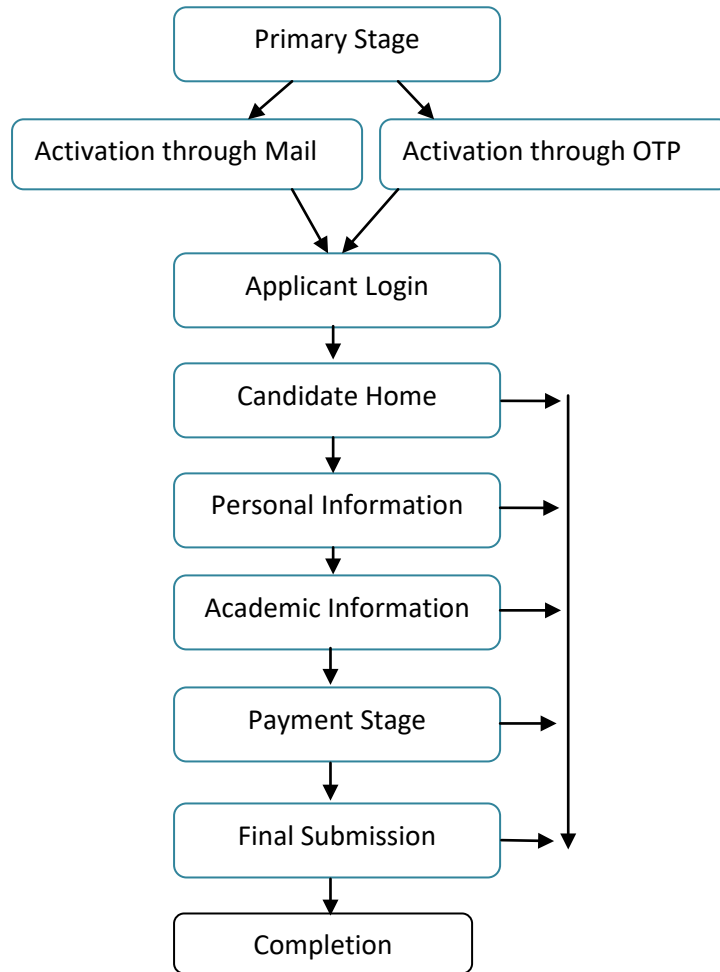 Primary Stage
Activation through Mail
Activation through OTP
Applicant Login
Candidate Home
Personal Information
Academic Information
Payment Stage
Final Submission
Completion